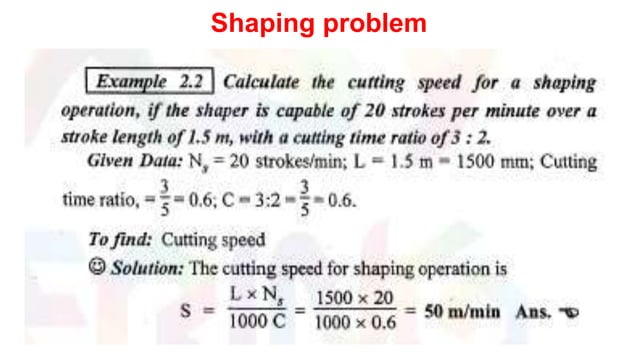 Shaping problem
Example 2.2 Calculate the cutting speed for a shaping
operation, if the shaper is capable of 20 strokes per minute over a
stroke length of 1.5 m, with a cutting time ratio of 3 : 2.
Given Data: Nₛ = 20 strokes/min; L = 1.5 m = 1500 mm; Cutting
time ratio, = 3/5 = 0.6; C = 3:2 = 3/5 = 0.6.
To find: Cutting speed
☺ Solution: The cutting speed for shaping operation is
S = L × Nₛ / 1000 C = 1500 × 20 / 1000 × 0.6 = 50 m/min Ans.